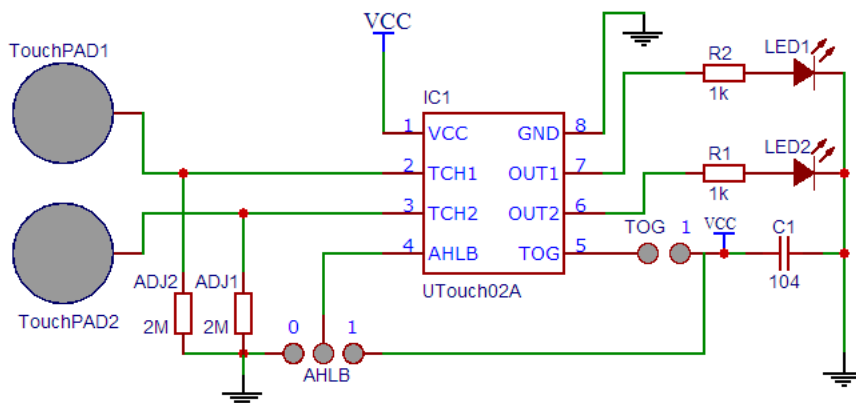 VCC
TouchPAD1
R2
LED1
1k
IC1
1 VCC GND 8
2 TCH1 OUT1 7
3 TCH2 OUT2 6
4 AHLB TOG 5
UTouch02A
R1
LED2
1k
TOG 1
VCC
C1
104
TouchPAD2
ADJ2 ADJ1
2M 2M
0 1
AHLB